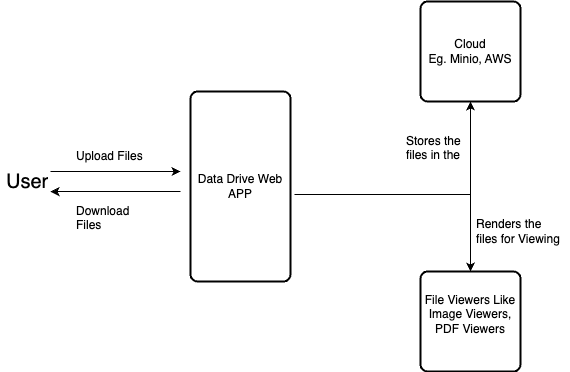 Cloud
Eg. Minio, AWS
Stores the
files in the
Upload Files
User
Download
Files
Data Drive Web
APP
Renders the
files for Viewing
File Viewers Like
Image Viewers,
PDF Viewers